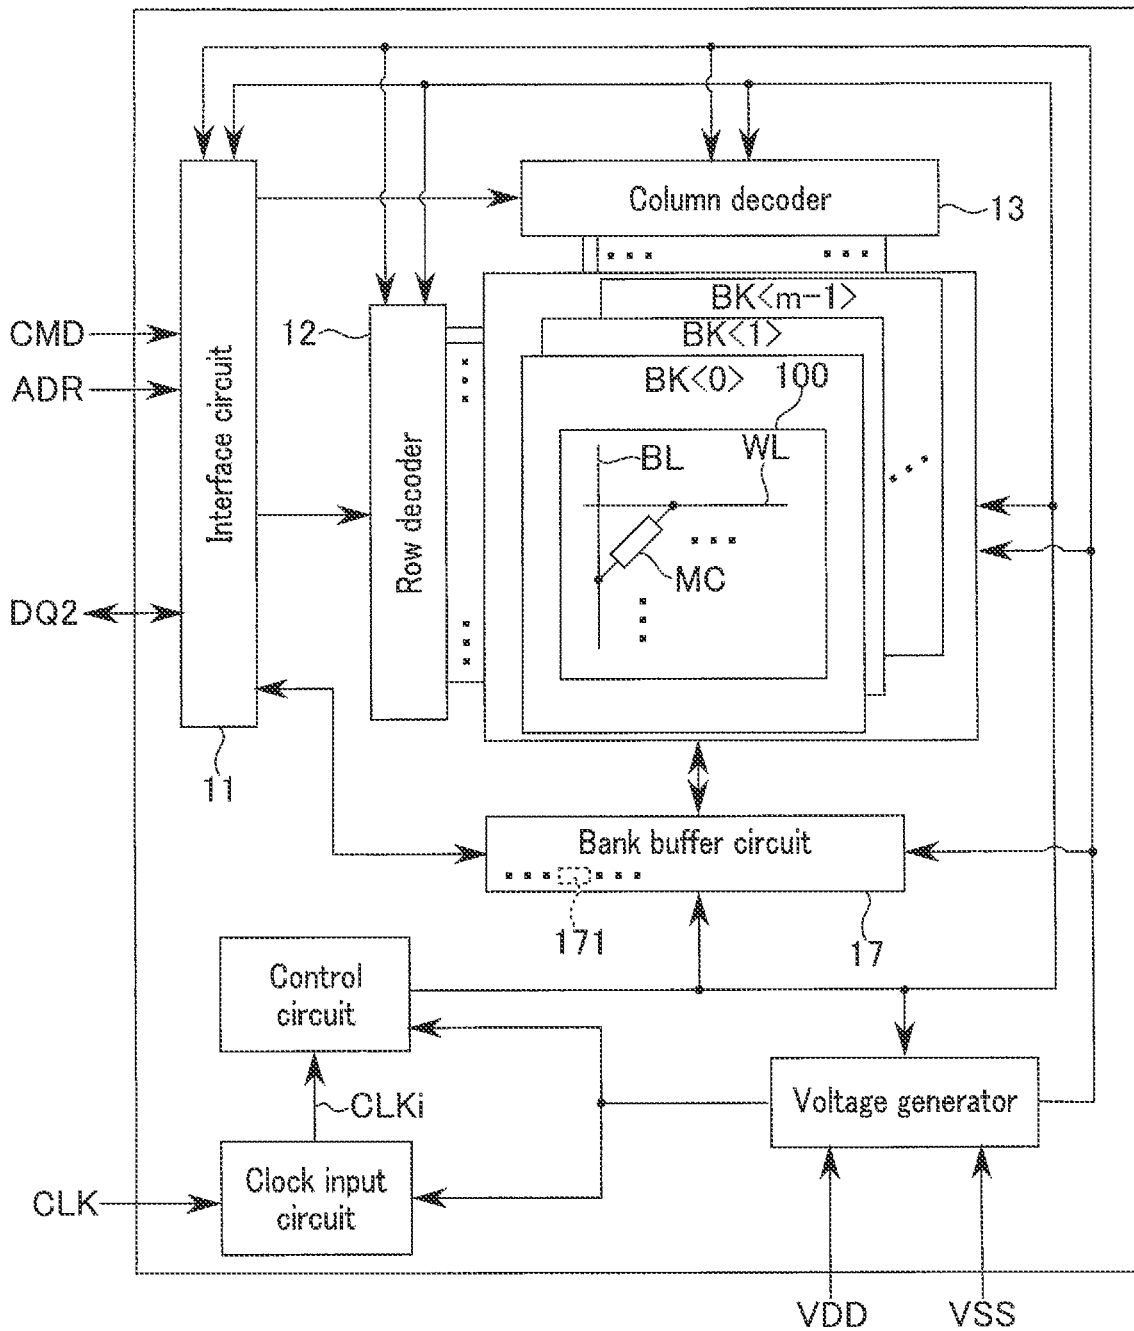 Column decoder
13
BK<m-1>
BK<1>
BK<0>
100
12
CMD
ADR
Interface circuit
Row decoder
BL
WL
MC
DQ2
11
Bank buffer circuit
171
17
Control
circuit
CLKi
Voltage generator
Clock input
circuit
CLK
VDD
VSS